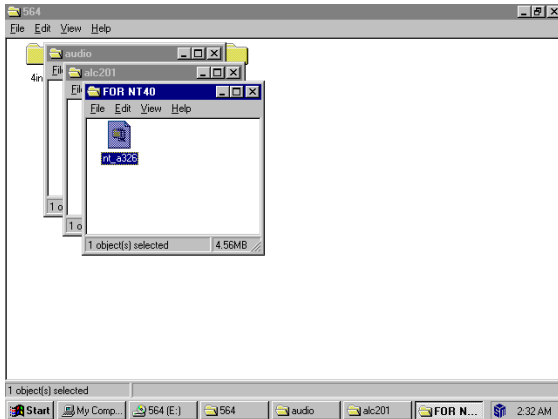 564
File Edit View Help
4in
audio
alc201
FOR NT40
File Edit View Help
nt_a326
1 object(s) selected 4.56MB
1 object(s) selected
Start My Comp... 564 (E:) 564 audio alc201 FOR N... 2:32 AM